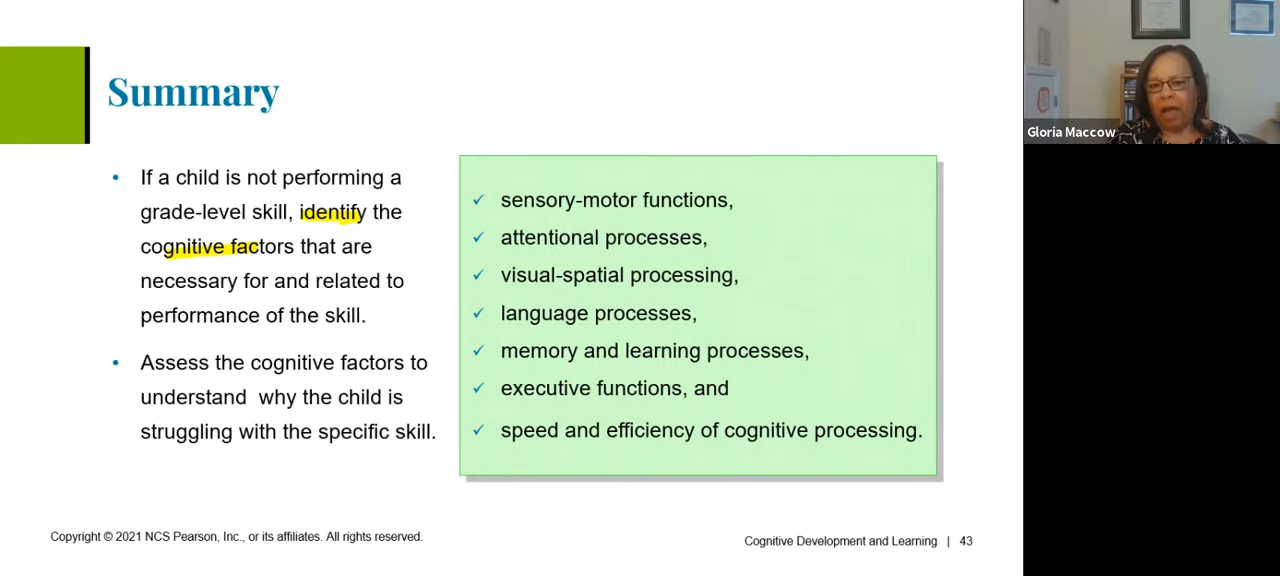 Summary
• If a child is not performing a
grade-level skill, identify the
cognitive factors that are
necessary for and related to
performance of the skill.
• Assess the cognitive factors to
understand why the child is
struggling with the specific skill.
✓ sensory-motor functions,
✓ attentional processes,
✓ visual-spatial processing,
✓ language processes,
✓ memory and learning processes,
✓ executive functions, and
✓ speed and efficiency of cognitive processing.
Copyright © 2021 NCS Pearson, Inc., or its affiliates. All rights reserved.
Cognitive Development and Learning | 43
Gloria Maccow